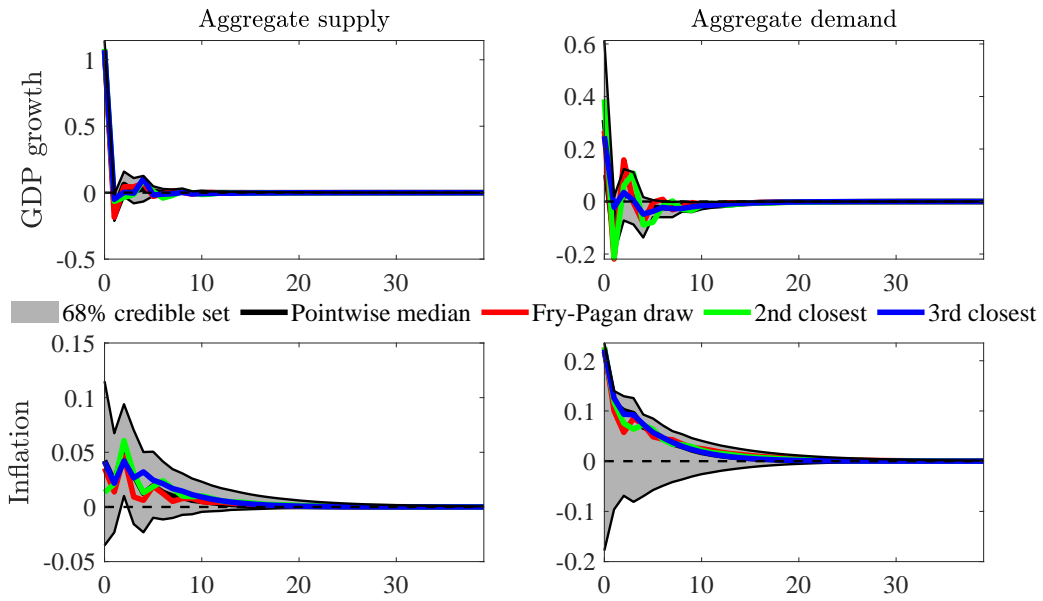 Aggregate supply
Aggregate demand
GDP growth
1
0.5
0
-0.5
0 10 20 30
0.6
0.4
0.2
0
-0.2
0 10 20 30
68% credible set Pointwise median Fry-Pagan draw 2nd closest 3rd closest
Inflation
0.15
0.1
0.05
0
-0.05
0 10 20 30
0.2
0.1
0
-0.1
-0.2
0 10 20 30